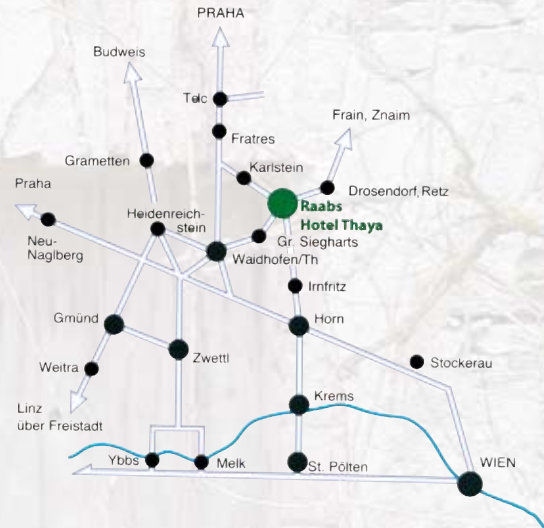 PRAHA
Budweis
Telc
Frain, Znaim
Fratres
Grametten
Karlstein
Praha
Drosendorf, Retz
Raabs
Hotel Thaya
Heidenreich-
stein
Neu-
Naglberg
Gr. Siegharts
Waidhofen/Th
Irnfritz
Gmünd
Horn
Zwettl
Stockerau
Weitra
Krems
Linz
über Freistadt
Ybbs
Melk
St. Pölten
WIEN